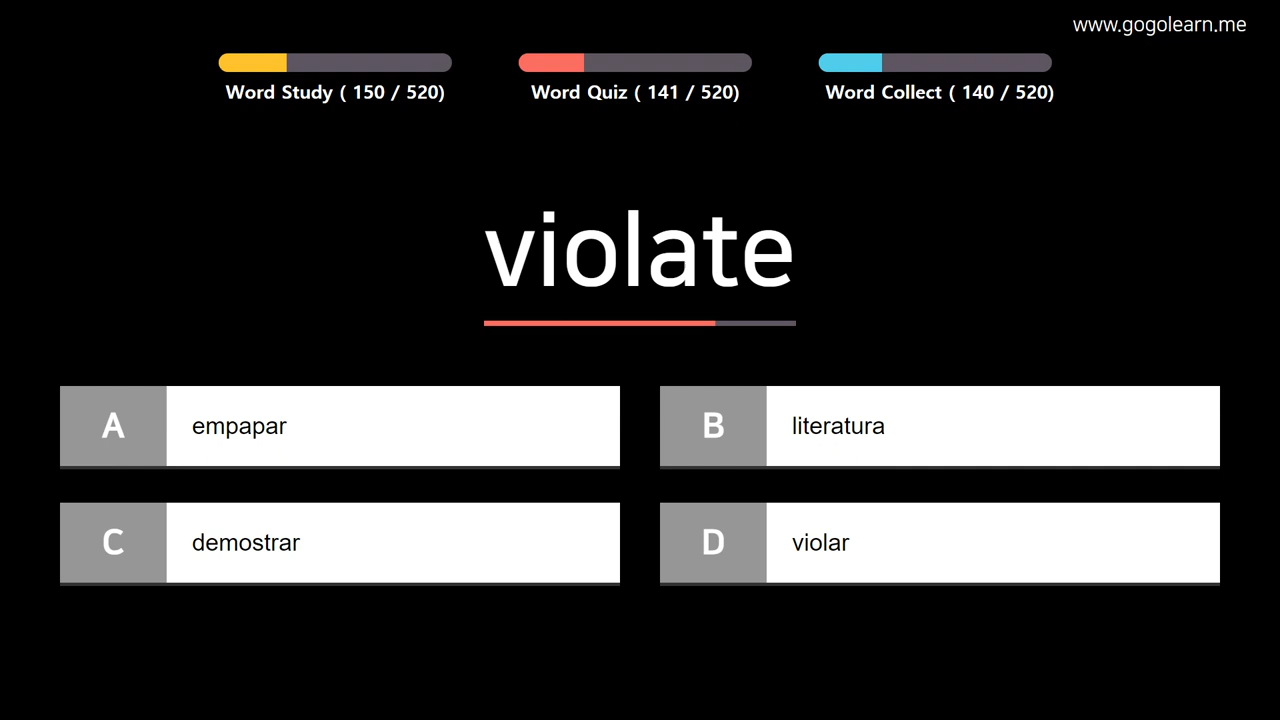 www.gogolearn.me
Word Study ( 150 / 520)
Word Quiz ( 141 / 520)
Word Collect ( 140 / 520)
violate
A empapar
B literatura
C demostrar
D violar